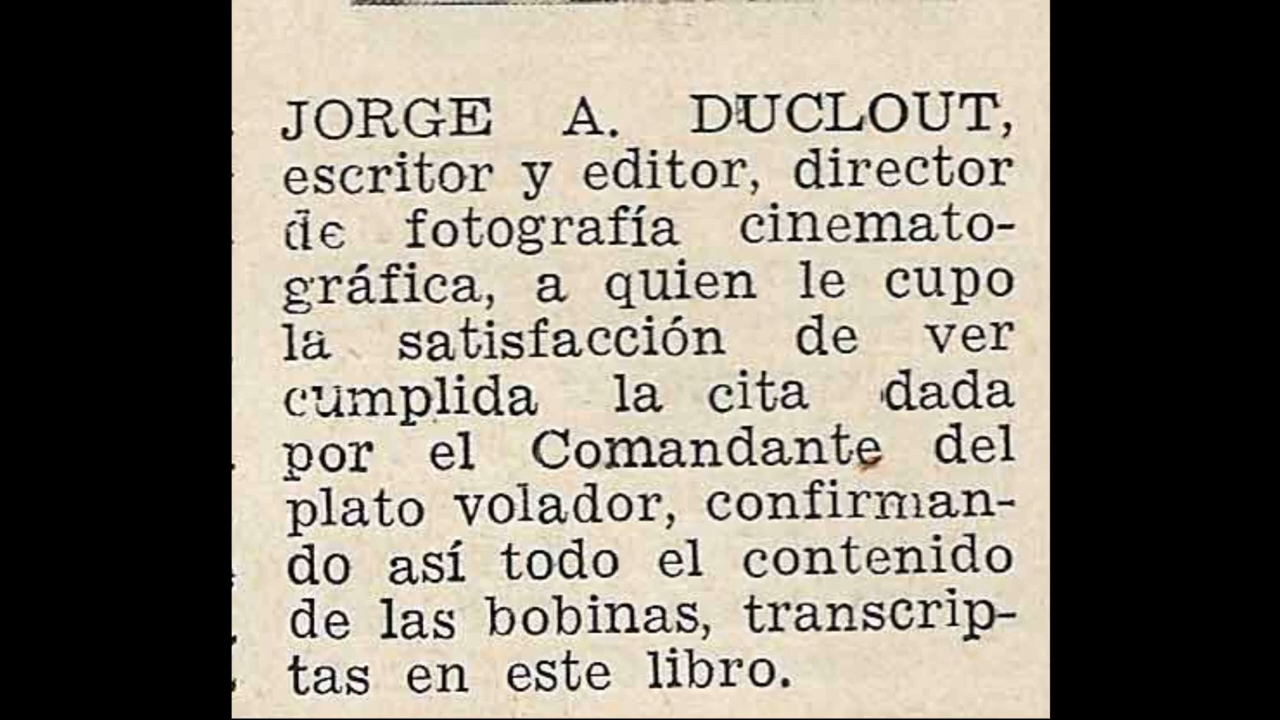 JORGE A. DUCLOUT,
escritor y editor, director
de fotografía cinemato-
gráfica, a quien le cupo
la satisfacción de ver
cumplida la cita dada
por el Comandante del
plato volador, confirman-
do así todo el contenido
de las bobinas, transcrip-
tas en este libro.